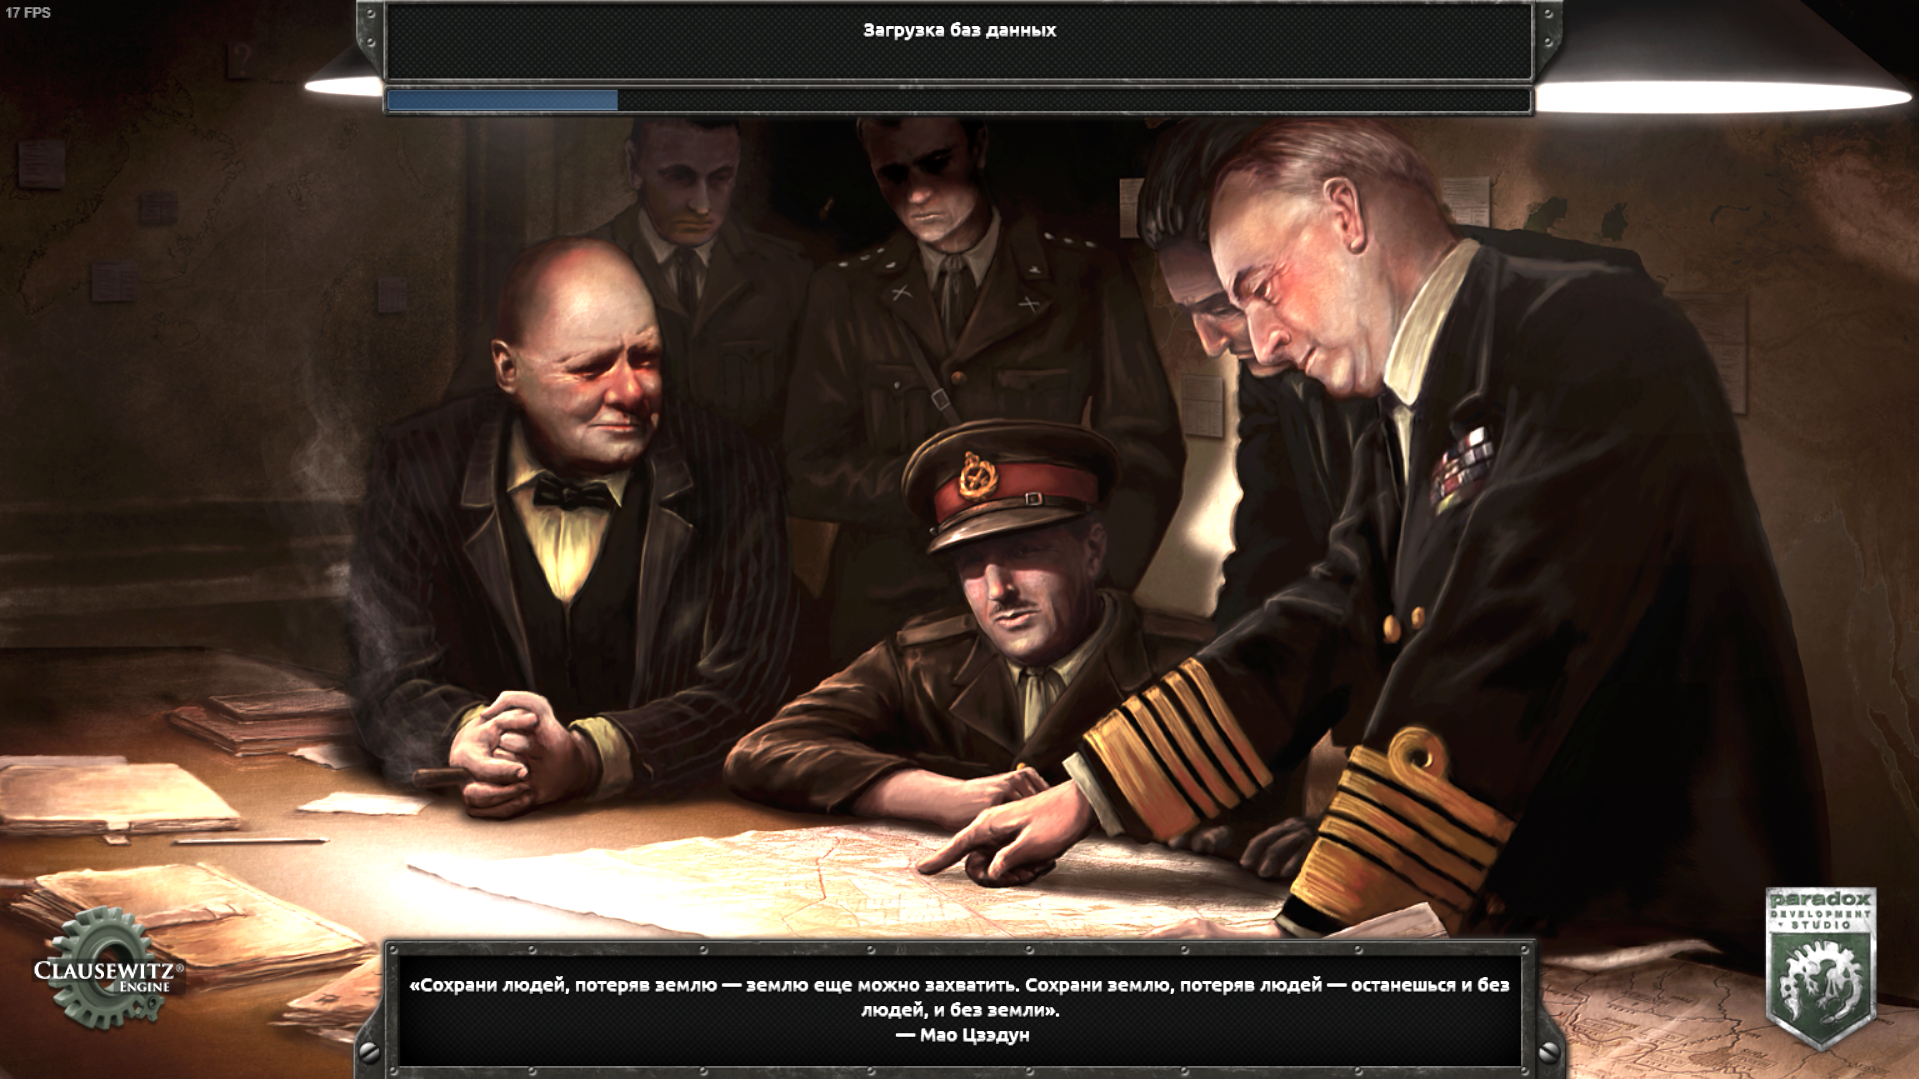 17 FPS
Загрузка баз данных
CLAUSEWITZ®
ENGINE
paradox
DEVELOPMENT
STUDIO
«Сохрани людей, потеряв землю — землю еще можно захватить. Сохрани землю, потеряв людей — останешься и без
людей, и без земли».
— Мао Цзэдун